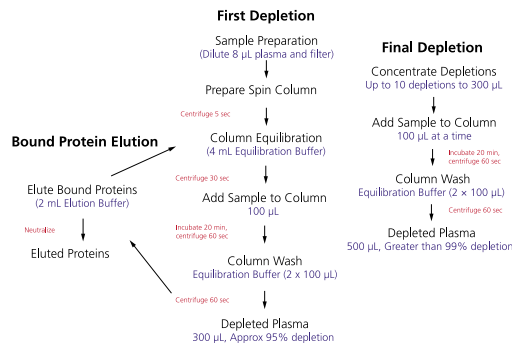 First Depletion
Sample Preparation
(Dilute 8 µL plasma and filter)
Prepare Spin Column
Centrifuge 5 sec
Column Equilibration
(4 mL Equilibration Buffer)
Centrifuge 30 sec
Add Sample to Column
100 µL
Incubate 20 min,
centrifuge 60 sec
Column Wash
Equilibration Buffer (2 x 100 µL)
Centrifuge 60 sec
Depleted Plasma
300 µL, Approx 95% depletion
Bound Protein Elution
Elute Bound Proteins
(2 mL Elution Buffer)
Neutralize
Eluted Proteins
Final Depletion
Concentrate Depletions
Up to 10 depletions to 300 µL
Add Sample to Column
100 µL at a time
Incubate 20 min,
centrifuge 60 sec
Column Wash
Equilibration Buffer (2 × 100 µL)
Centrifuge 60 sec
Depleted Plasma
500 µL, Greater than 99% depletion